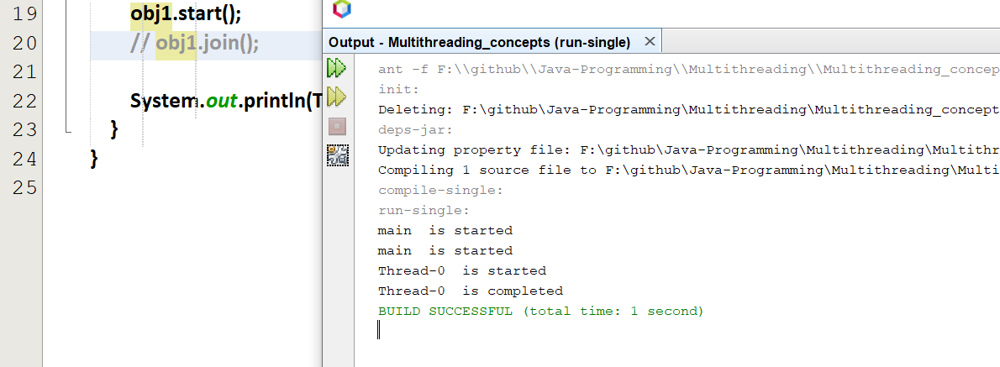 19 obj1.start();
20 // obj1.join();
21
22 System.out.println(T
23 }
24 }
25
Output - Multithreading_concepts (run-single) ×
ant -f F:\\github\\Java-Programming\\Multithreading\\Multithreading_concep
init:
Deleting: F:\github\Java-Programming\Multithreading\Multithreading_concept
deps-jar:
Updating property file: F:\github\Java-Programming\Multithreading\Multithr
Compiling 1 source file to F:\github\Java-Programming\Multithreading\Multi
compile-single:
run-single:
main  is started
main  is started
Thread-0  is started
Thread-0  is completed
BUILD SUCCESSFUL (total time: 1 second)